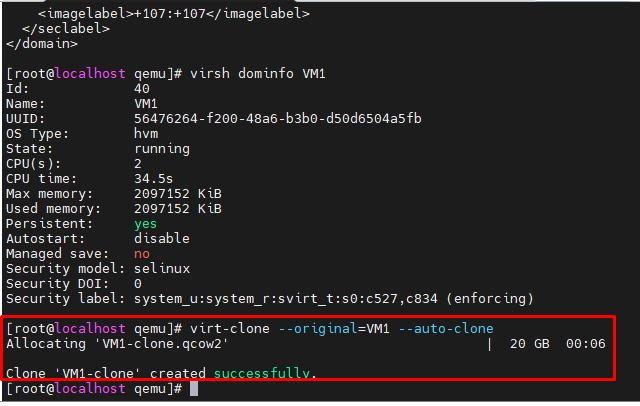 <imagelabel>+107:+107</imagelabel>
</seclabel>
</domain>
[root@localhost qemu]# virsh dominfo VM1
Id: 40
Name: VM1
UUID: 56476264-f200-48a6-b3b0-d50d6504a5fb
OS Type: hvm
State: running
CPU(s): 2
CPU time: 34.5s
Max memory: 2097152 KiB
Used memory: 2097152 KiB
Persistent: yes
Autostart: disable
Managed save: no
Security model: selinux
Security DOI: 0
Security label: system_u:system_r:svirt_t:s0:c527,c834 (enforcing)
[root@localhost qemu]# virt-clone --original=VM1 --auto-clone
Allocating 'VM1-clone.qcow2' | 20 GB 00:06
Clone 'VM1-clone' created successfully.
[root@localhost qemu]#